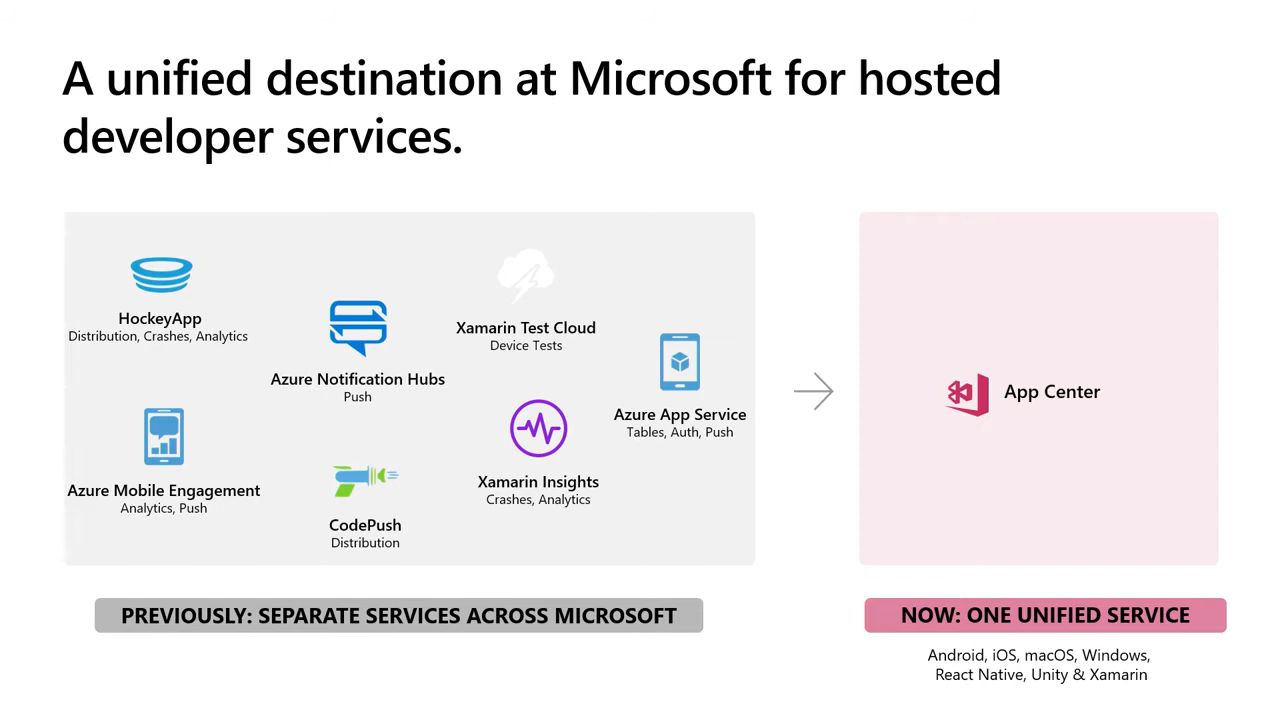 A unified destination at Microsoft for hosted
developer services.
HockeyApp
Distribution, Crashes, Analytics
Azure Notification Hubs
Push
Xamarin Test Cloud
Device Tests
Azure App Service
Tables, Auth, Push
Azure Mobile Engagement
Analytics, Push
CodePush
Distribution
Xamarin Insights
Crashes, Analytics
App Center
PREVIOUSLY: SEPARATE SERVICES ACROSS MICROSOFT
NOW: ONE UNIFIED SERVICE
Android, iOS, macOS, Windows,
React Native, Unity & Xamarin